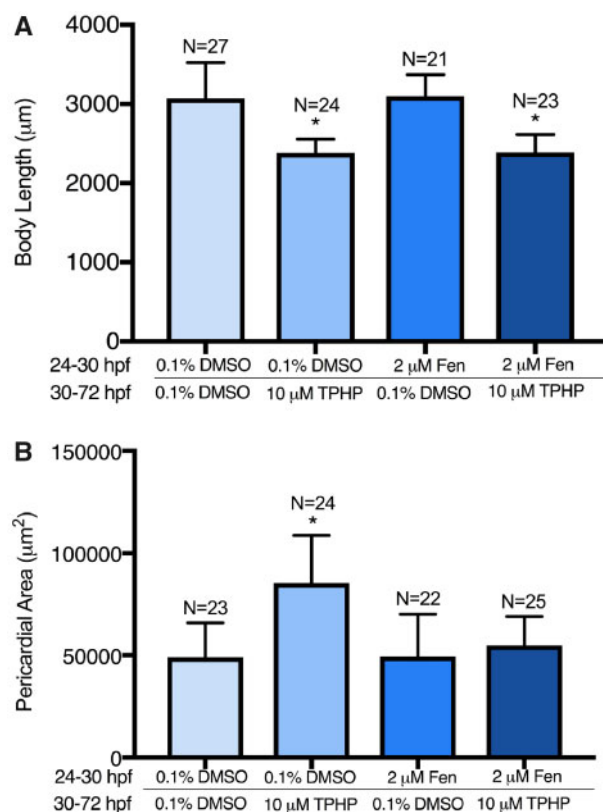 A
Body Length (μm)
4000
3000
2000
1000
0
N=27
N=24
*
N=21
N=23
*
24-30 hpf 0.1% DMSO 0.1% DMSO 2 μM Fen 2 μM Fen
30-72 hpf 0.1% DMSO 10 μM TPHP 0.1% DMSO 10 μM TPHP
B
Pericardial Area (μm²)
150000
100000
50000
0
N=23
N=24
*
N=22
N=25
24-30 hpf 0.1% DMSO 0.1% DMSO 2 μM Fen 2 μM Fen
30-72 hpf 0.1% DMSO 10 μM TPHP 0.1% DMSO 10 μM TPHP